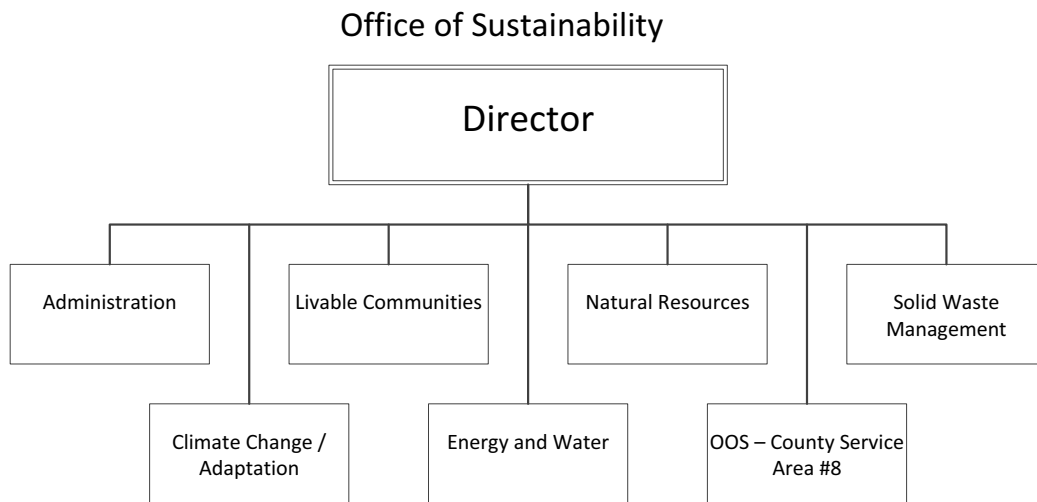 Office of Sustainability
Director
Administration
Livable Communities
Natural Resources
Solid Waste
Management
Climate Change /
Adaptation
Energy and Water
OOS – County Service
Area #8